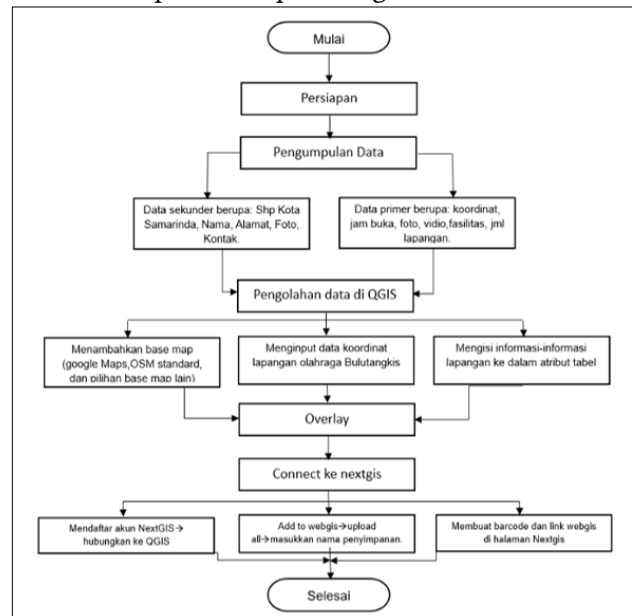 Mulai
Persiapan
Pengumpulan Data
Data sekunder berupa: Shp Kota
Samarinda, Nama, Alamat, Foto,
Kontak.
Data primer berupa: koordinat,
jam buka, foto, vidio,fasilitas, jml
lapangan.
Pengolahan data di QGIS
Menambahkan base map
(google Maps,OSM standard,
dan pilihan base map lain)
Menginput data koordinat
lapangan olahraga Bulutangkis
Mengisi informasi-informasi
lapangan ke dalam atribut tabel
Overlay
Connect ke nextgis
Mendaftar akun NextGIS→
hubungkan ke QGIS
Add to webgis→upload
all→masukkan nama penyimpanan.
Membuat barcode dan link webgis
di halaman Nextgis
Selesai